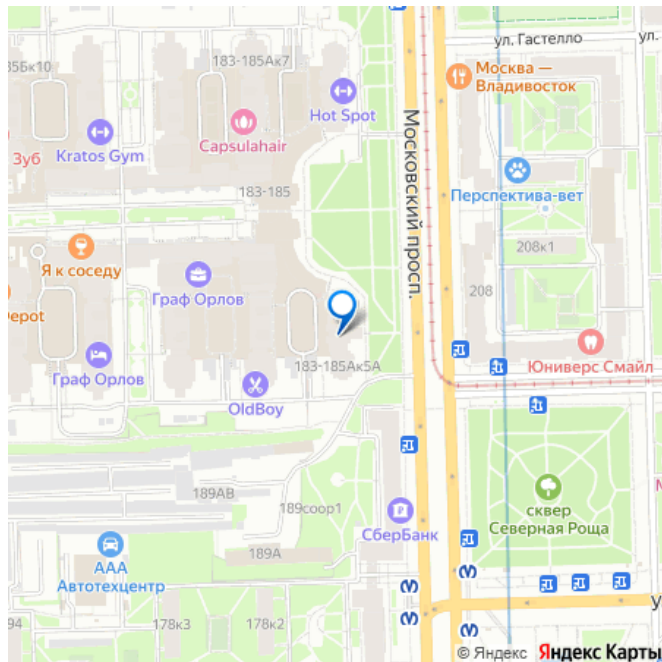 ул. Гастелло
ул.
183-185Ак7
Москва —
Владивосток
Hot Spot
Capsulahair
Зуб
Kratos Gym
Московский просп.
183-185
Перспектива-вет
208к1
Я к соседу
208
Граф Орлов
Depot
Юниверс Смайл
183-185Ак5А
Граф Орлов
OldBoy
189АВ
189соор1
СберБанк
сквер
Северная Роща
189А
ААА
Автотехцентр
178к3
178к2
© Яндекс
Яндекс Карты